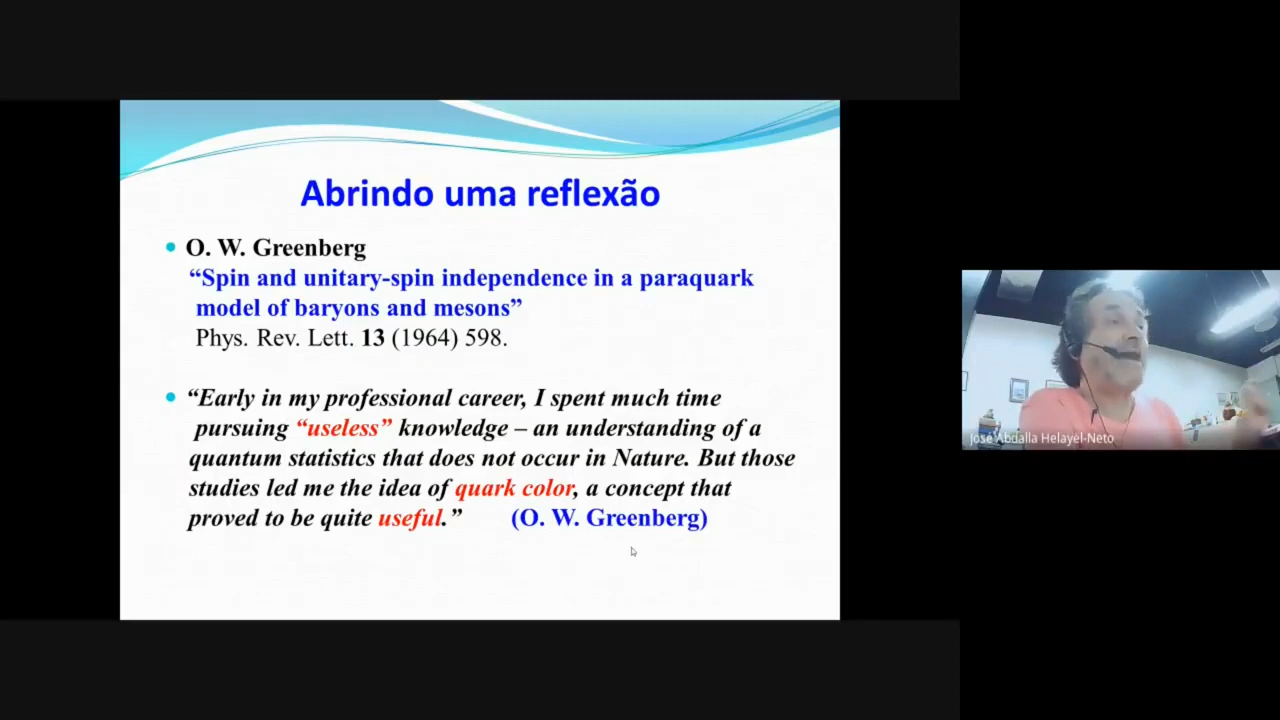 Abrindo uma reflexão
O. W. Greenberg
“Spin and unitary-spin independence in a paraquark
model of baryons and mesons”
Phys. Rev. Lett. 13 (1964) 598.
“Early in my professional career, I spent much time
pursuing “useless” knowledge – an understanding of a
quantum statistics that does not occur in Nature. But those
studies led me the idea of quark color, a concept that
proved to be quite useful.” (O. W. Greenberg)
José Abdalla Helayël-Neto